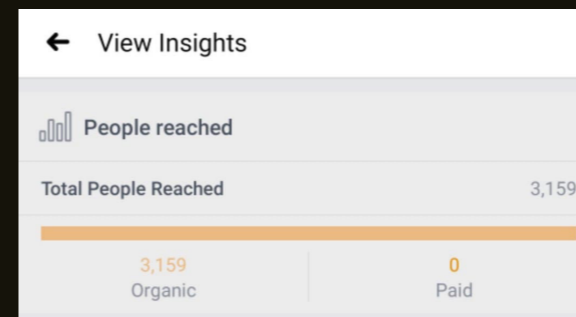 View Insights
People reached
Total People Reached 3,159
3,159 0
Organic Paid